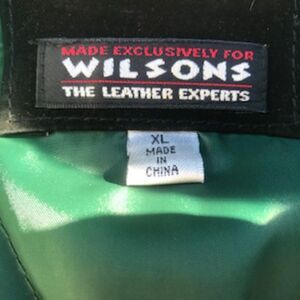 MADE EXCLUSIVELY FOR
WILSONS
THE LEATHER EXPERTS
XL
MADE
IN
CHINA